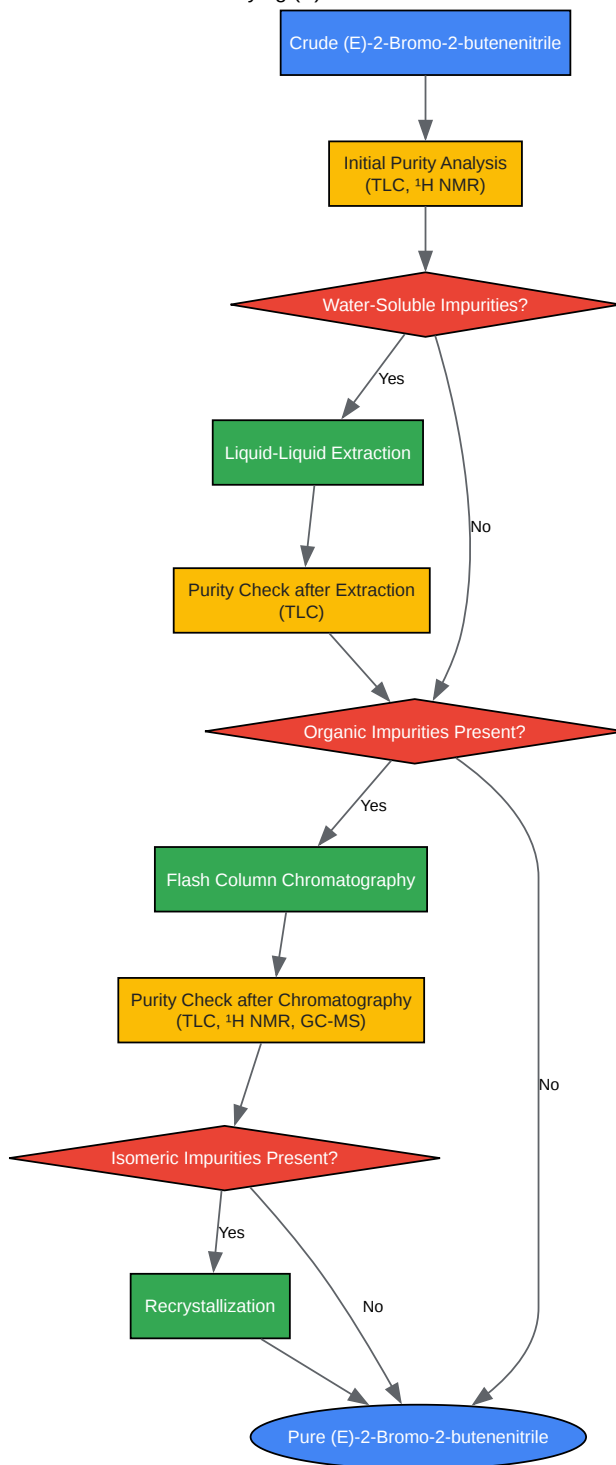 Crude (E)-2-Bromo-2-butenenitrile
Initial Purity Analysis
(TLC, ¹H NMR)
Water-Soluble Impurities?
Yes
Liquid-Liquid Extraction
No
Purity Check after Extraction
(TLC)
Organic Impurities Present?
Yes
Flash Column Chromatography
Purity Check after Chromatography
(TLC, ¹H NMR, GC-MS)
No
Isomeric Impurities Present?
Yes
Recrystallization
No
Pure (E)-2-Bromo-2-butenenitrile